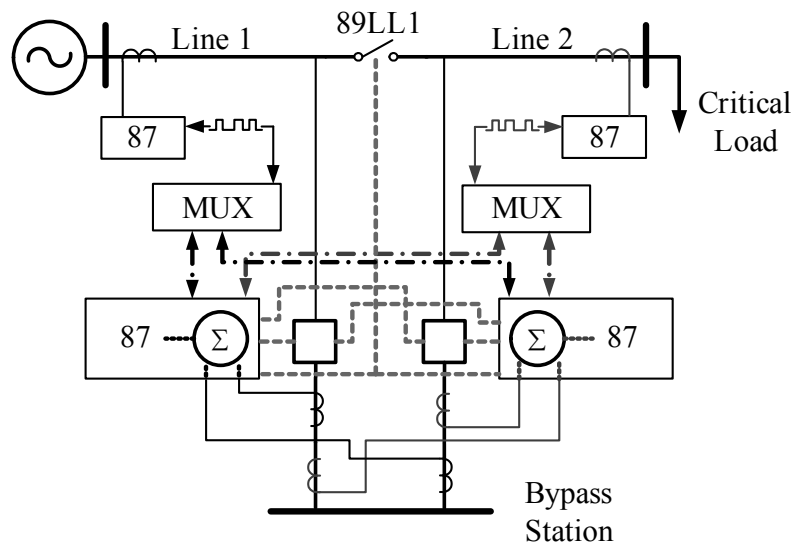 89LL1
Line 1
Line 2
Critical
Load
87
87
MUX
MUX
87
Σ
Σ
87
Bypass
Station